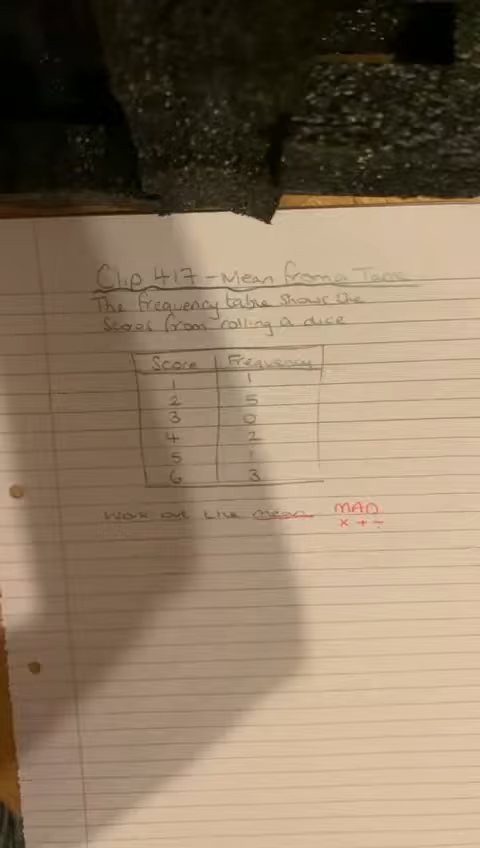 Clip 417 - Mean from a Table
The frequency table shows the
Scores from rolling a dice
Score | Frequency
1 | 1
2 | 5
3 | 0
4 | 2
5 | 1
6 | 3
Work out the mean MAD
x + ÷